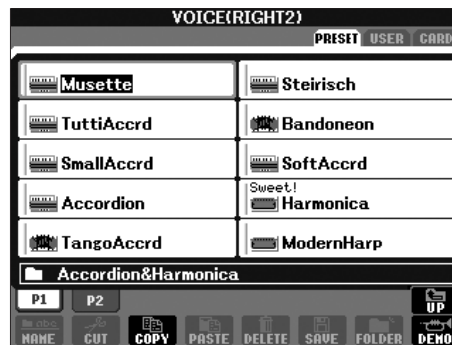 VOICE(RIGHT2)
PRESET USER CARD
Musette
Steirisch
TuttiAccrd
Bandoneon
SmallAccrd
SoftAccrd
Accordion
Sweet!
Harmonica
TangoAccrd
ModernHarp
Accordion&Harmonica
P1 P2
UP
abc
NAME CUT COPY PASTE DELETE SAVE FOLDER DEMO